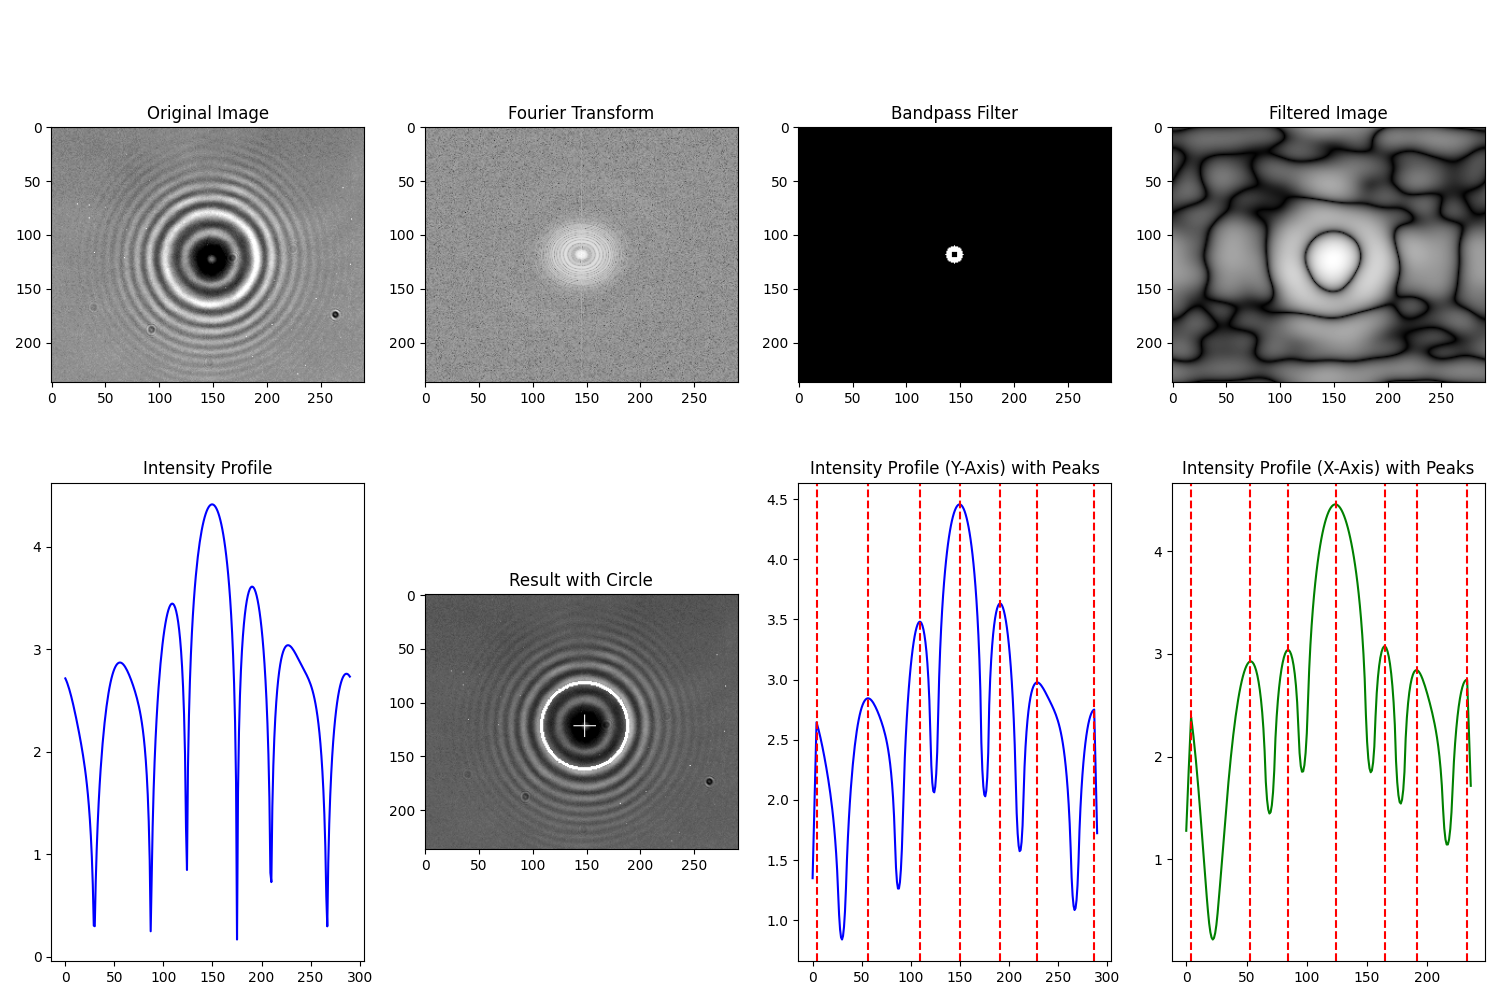 Original Image
Fourier Transform
Bandpass Filter
Filtered Image
0
50
100
150
200
0 50 100 150 200 250
0
50
100
150
200
0 50 100 150 200 250
0
50
100
150
200
0 50 100 150 200 250
0
50
100
150
200
0 50 100 150 200 250
Intensity Profile
4
3
2
1
0
0 50 100 150 200 250 300
Result with Circle
0
50
100
150
200
0 50 100 150 200 250
Intensity Profile (Y-Axis) with Peaks
4.5
4.0
3.5
3.0
2.5
2.0
1.5
1.0
0 50 100 150 200 250 300
Intensity Profile (X-Axis) with Peaks
4
3
2
1
0 50 100 150 200